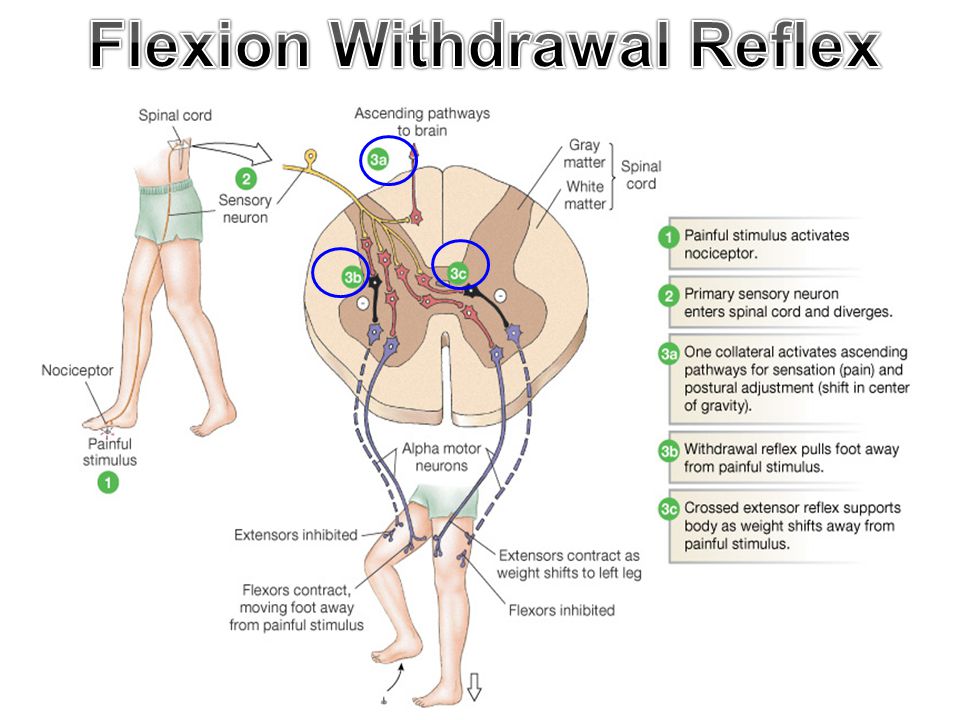 Flexion Withdrawal Reflex
Spinal cord
2
Sensory
neuron
Nociceptor
Painful
stimulus
1
Ascending pathways
to brain
3a
Gray
matter
White
matter
Spinal
cord
3b
3c
-
-
Alpha motor
neurons
Extensors inhibited
Flexors contract,
moving foot away
from painful stimulus
Extensors contract as
weight shifts to left leg
Flexors inhibited
1 Painful stimulus activates
nociceptor.
2 Primary sensory neuron
enters spinal cord and diverges.
3a One collateral activates ascending
pathways for sensation (pain) and
postural adjustment (shift in center
of gravity).
3b Withdrawal reflex pulls foot away
from painful stimulus.
3c Crossed extensor reflex supports
body as weight shifts away from
painful stimulus.